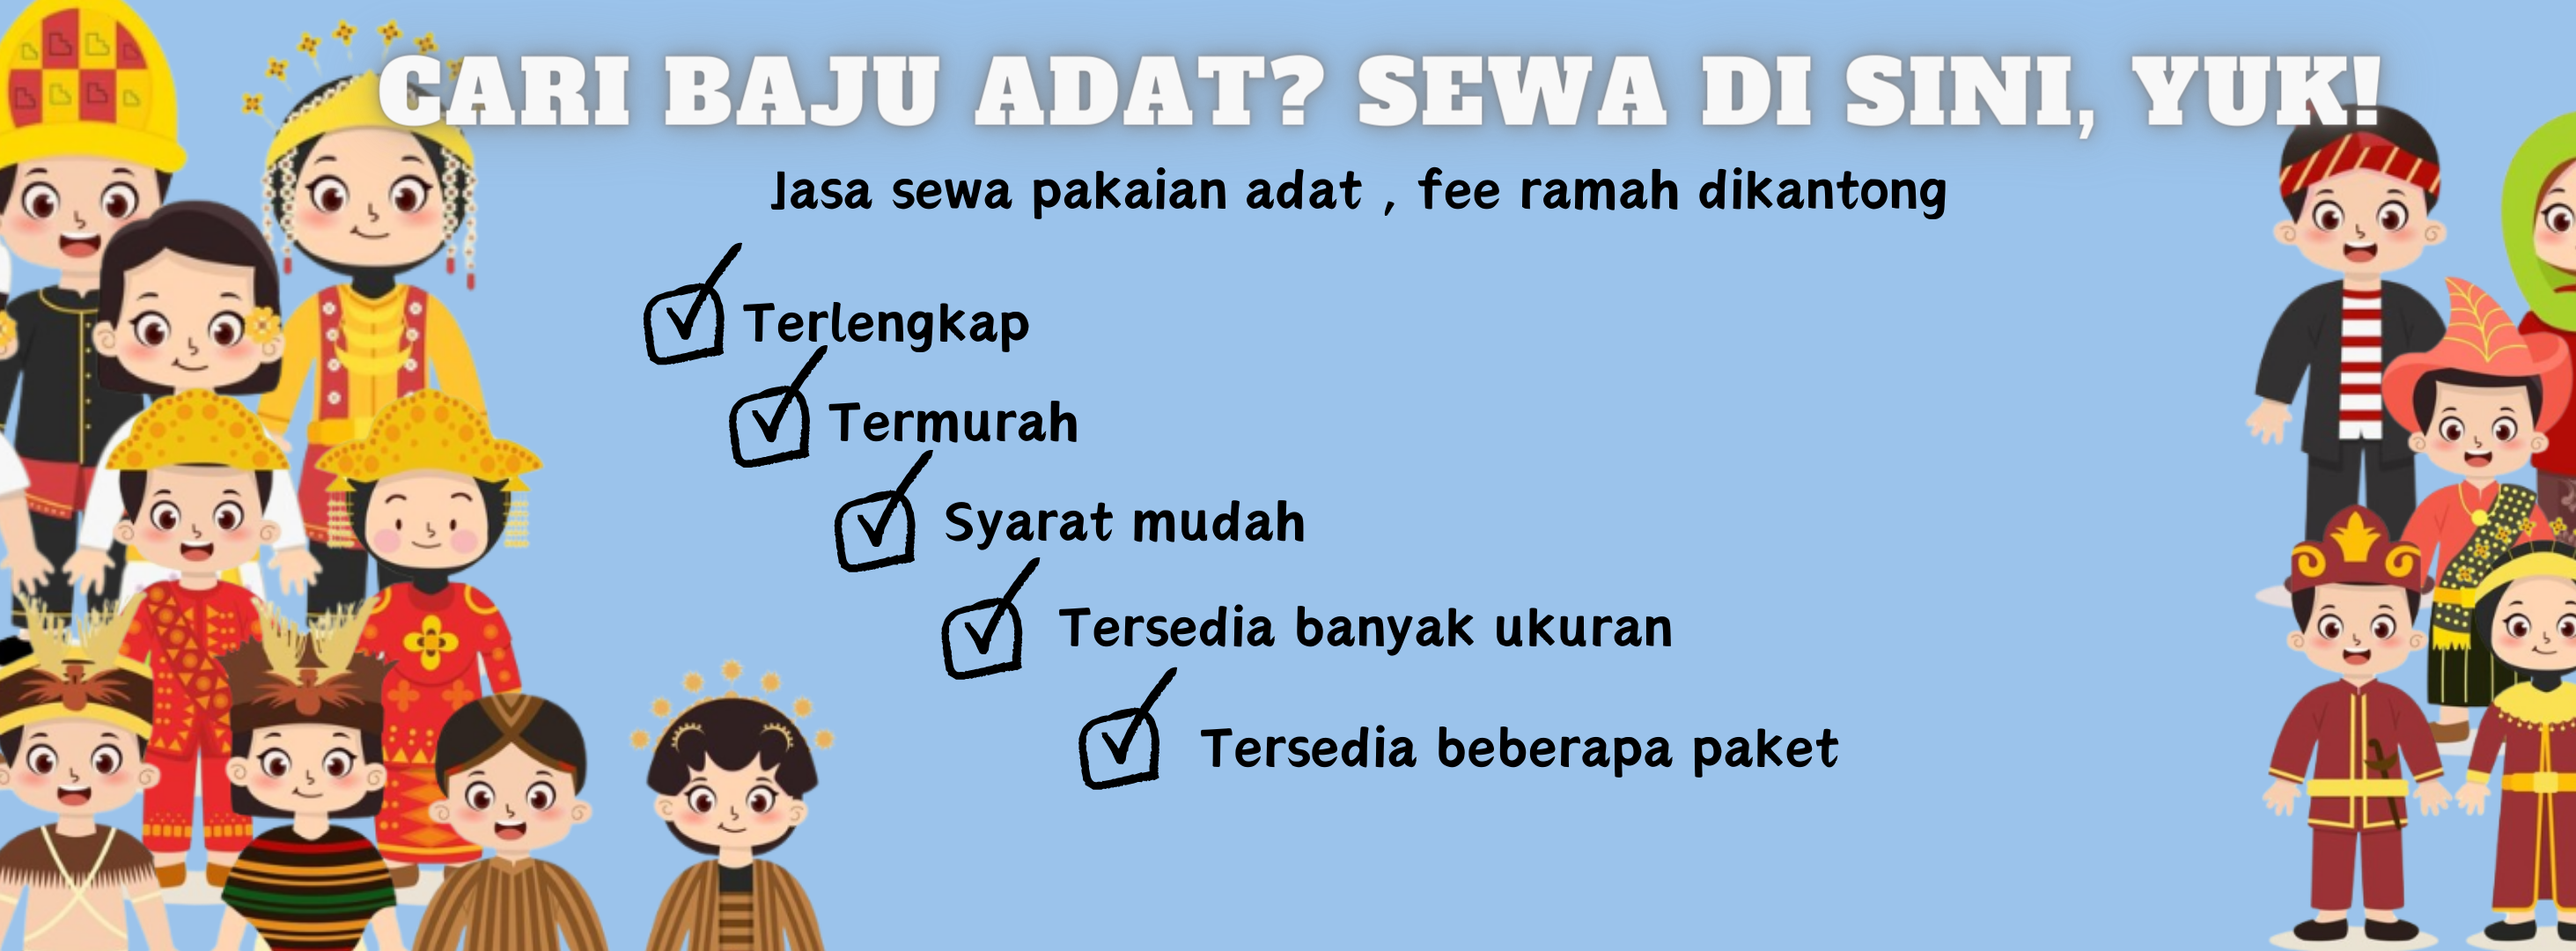 CARI BAJU ADAT? SEWA DI SINI, YUK!
Jasa sewa pakaian adat , fee ramah dikantong
Terlengkap
Termurah
Syarat mudah
Tersedia banyak ukuran
Tersedia beberapa paket